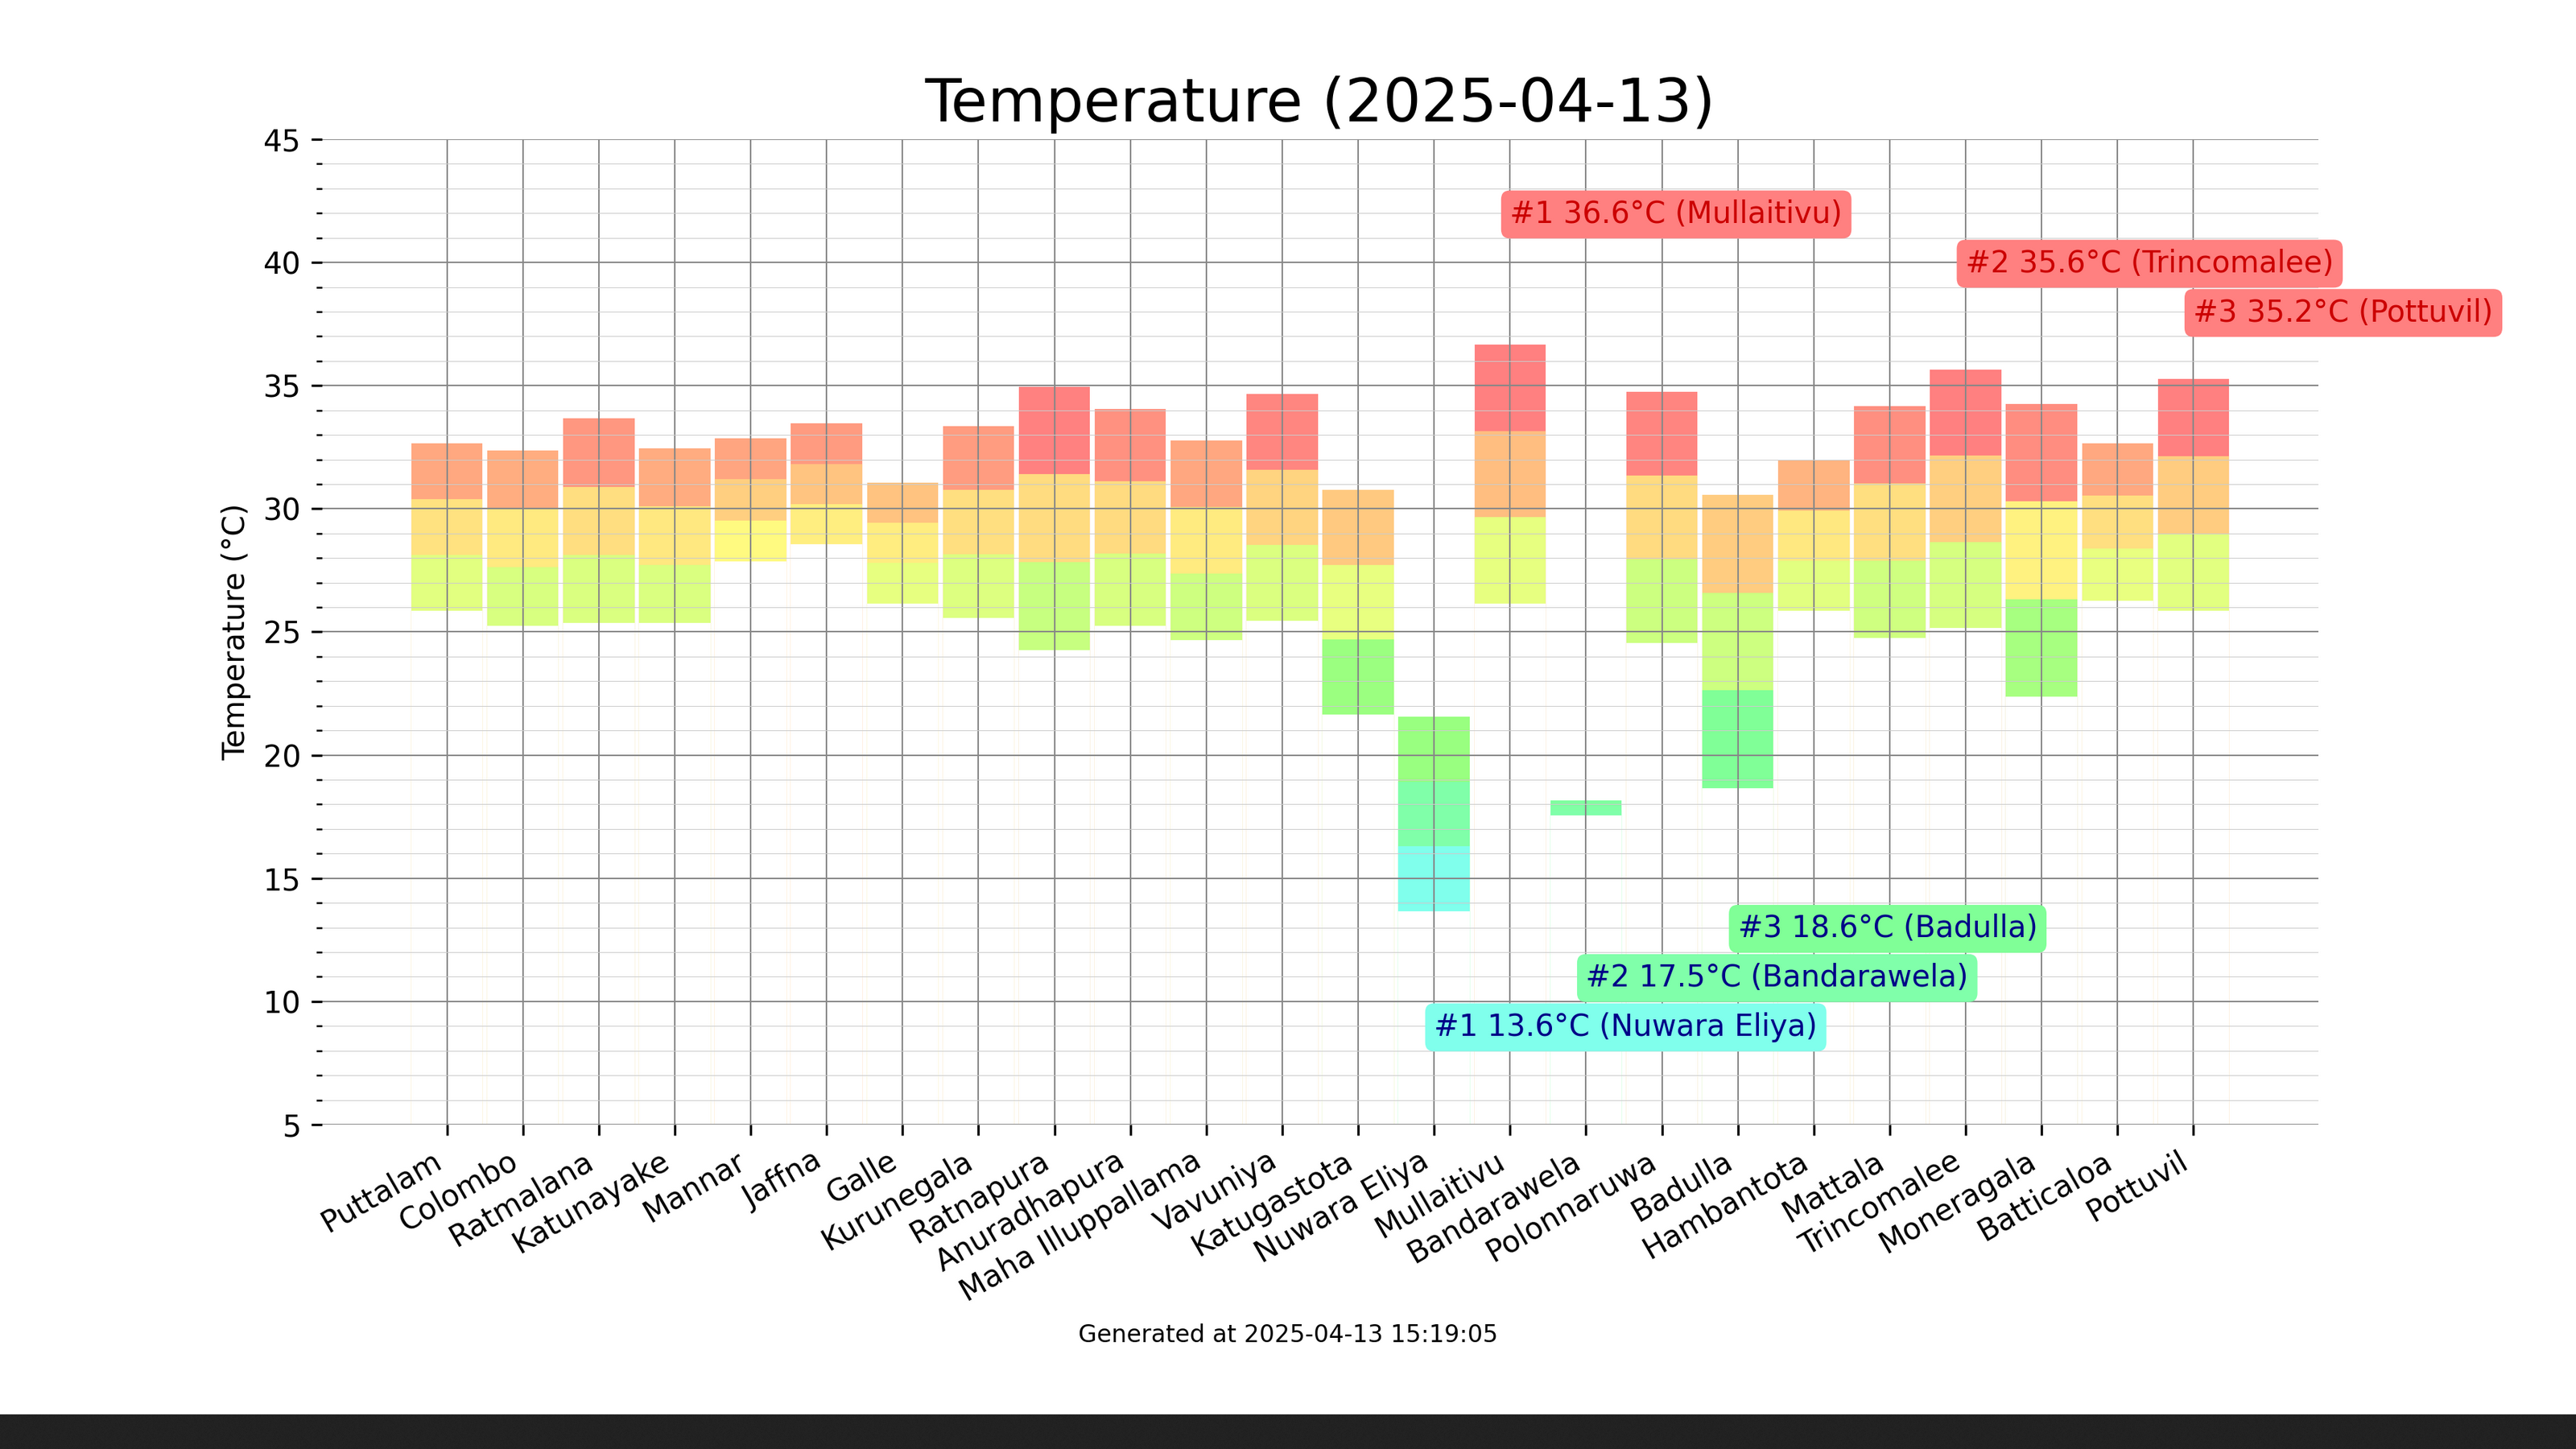 Temperature (2025-04-13)
45
40
35
30
25
20
15
10
5
Temperature (°C)
#1 36.6°C (Mullaitivu)
#2 35.6°C (Trincomalee)
#3 35.2°C (Pottuvil)
#3 18.6°C (Badulla)
#2 17.5°C (Bandarawela)
#1 13.6°C (Nuwara Eliya)
Puttalam
Colombo
Ratmalana
Katunayake
Mannar
Jaffna
Galle
Kurunegala
Ratnapura
Anuradhapura
Maha Illuppallama
Vavuniya
Katugastota
Nuwara Eliya
Mullaitivu
Bandarawela
Polonnaruwa
Badulla
Hambantota
Mattala
Trincomalee
Moneragala
Batticaloa
Pottuvil
Generated at 2025-04-13 15:19:05